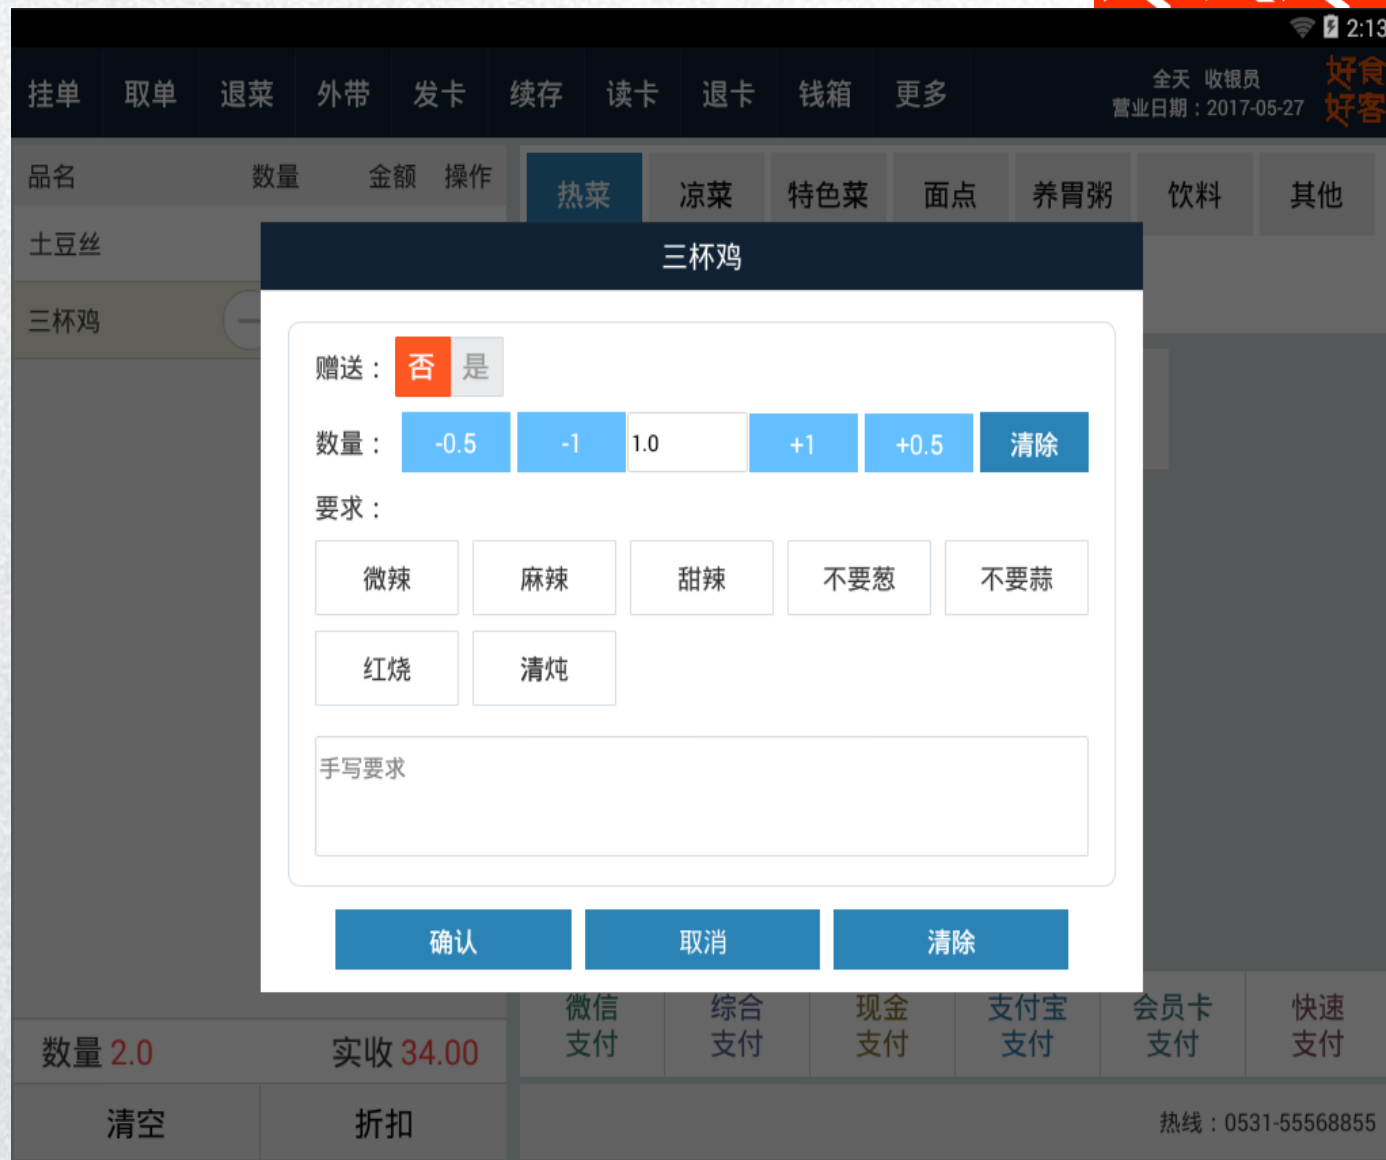 2:13
挂单 取单 退菜 外带 发卡 续存 读卡 退卡 钱箱 更多
全天 收银员
营业日期：2017-05-27
好食
好客
品名 数量 金额 操作
热菜 凉菜 特色菜 面点 养胃粥 饮料 其他
土豆丝
三杯鸡
三杯鸡
赠送： 否 是
数量： -0.5 -1 1.0 +1 +0.5 清除
要求：
微辣 麻辣 甜辣 不要葱 不要蒜
红烧 清炖
手写要求
确认 取消 清除
微信 综合 现金 支付宝 会员卡 快速
支付 支付 支付 支付 支付 支付
数量 2.0 实收 34.00
清空 折扣
热线：0531-55568855